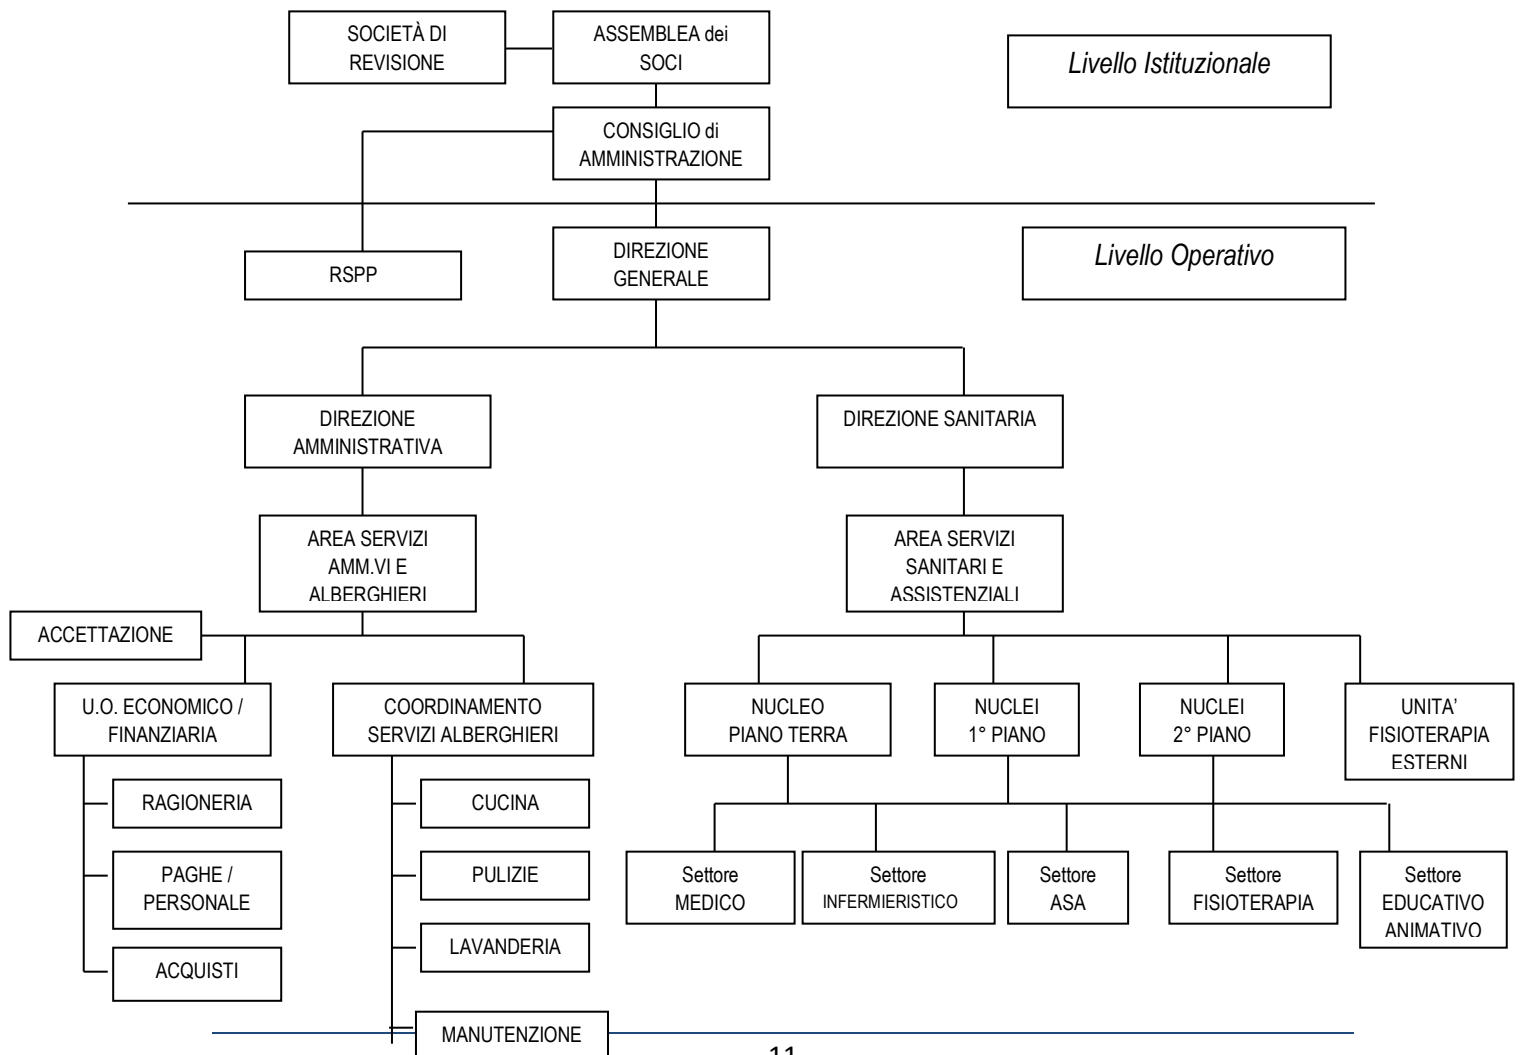 SOCIETÀ DI
REVISIONE
ASSEMBLEA dei
SOCI
Livello Istituzionale
CONSIGLIO di
AMMINISTRAZIONE
RSPP
DIREZIONE
GENERALE
Livello Operativo
DIREZIONE
AMMINISTRATIVA
DIREZIONE SANITARIA
AREA SERVIZI
AMM.VI E
ALBERGHIERI
AREA SERVIZI
SANITARI E
ASSISTENZIALI
ACCETTAZIONE
U.O. ECONOMICO /
FINANZIARIA
COORDINAMENTO
SERVIZI ALBERGHIERI
NUCLEO
PIANO TERRA
NUCLEI
1° PIANO
NUCLEI
2° PIANO
UNITA’
FISIOTERAPIA
ESTERNI
RAGIONERIA
PAGHE /
PERSONALE
ACQUISTI
CUCINA
PULIZIE
LAVANDERIA
MANUTENZIONE
Settore
MEDICO
Settore
INFERMIERISTICO
Settore
ASA
Settore
FISIOTERAPIA
Settore
EDUCATIVO
ANIMATIVO
11